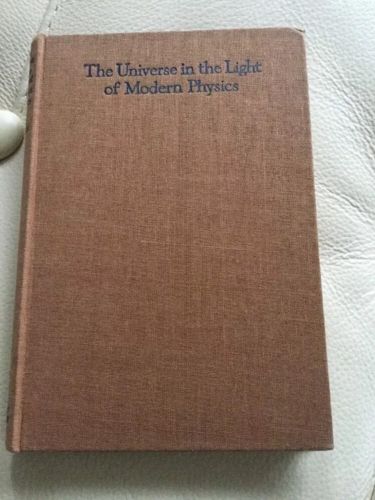 The Universe in the Light
of Modern Physics